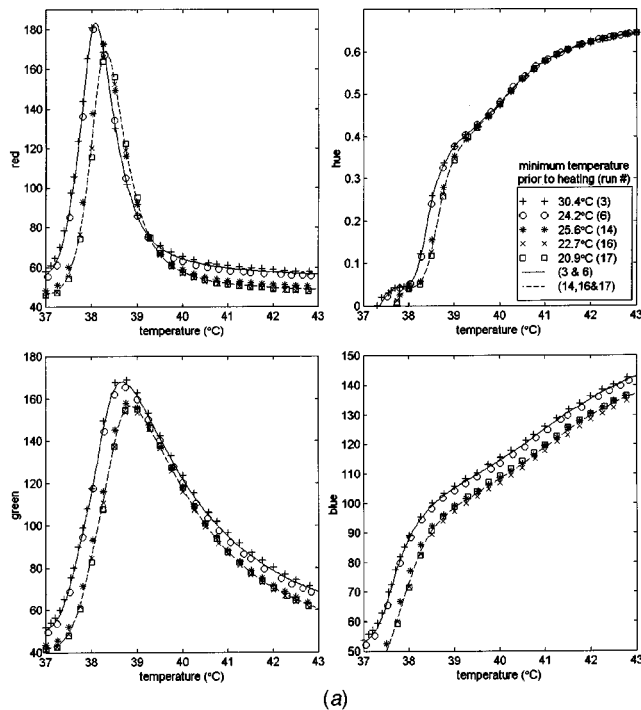 180
160
140
120
100
80
60
40
37 38 39 40 41 42 43
red
temperature (°C)
0.6
0.5
0.4
0.3
0.2
0.1
0
37 38 39 40 41 42 43
hue
temperature (°C)
minimum temperature
prior to heating (run #)
+ 30.4°C (3)
○ 24.2°C (6)
* 25.6°C (14)
× 22.7°C (16)
□ 20.9°C (17)
(3 & 6)
(14,16&17)
160
140
120
100
80
60
40
37 38 39 40 41 42 43
green
temperature (°C)
150
140
130
120
110
100
90
80
70
60
50
37 38 39 40 41 42 43
blue
temperature (°C)
(a)